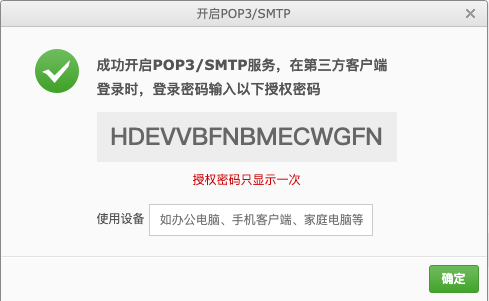 开启POP3/SMTP
成功开启POP3/SMTP服务，在第三方客户端
登录时，登录密码输入以下授权密码
HDEVVBFNBMECWGFN
授权密码只显示一次
使用设备 如办公电脑、手机客户端、家庭电脑等
确定